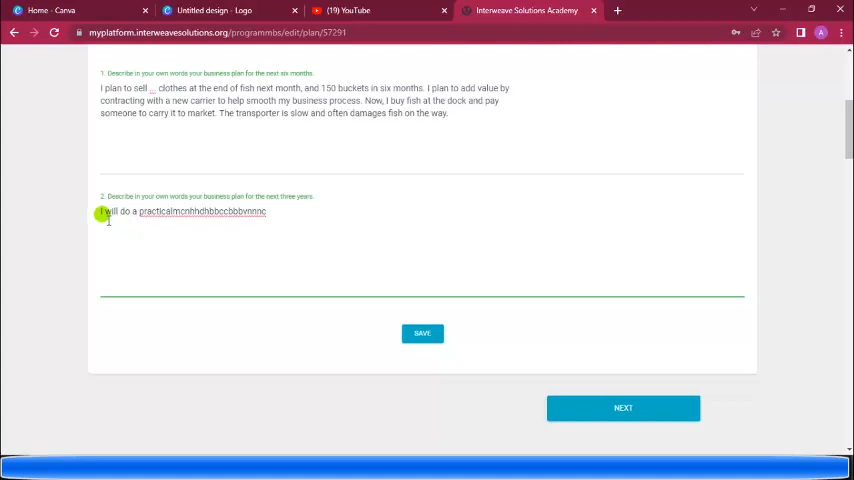 Home - Canva
Untitled design - Logo
(19) YouTube
Interweave Solutions Academy
myplatform.interweavesolutions.org/programmbs/edit/plan/57291
A
1. Describe in your own words your business plan for the next six months.
I plan to sell ... clothes at the end of fish next month, and 150 buckets in six months. I plan to add value by
contracting with a new carrier to help smooth my business process. Now, I buy fish at the dock and pay
someone to carry it to market. The transporter is slow and often damages fish on the way.
2. Describe in your own words your business plan for the next three years.
I will do a practicalmcnhhdhbbccbbbvnnnc
SAVE
NEXT